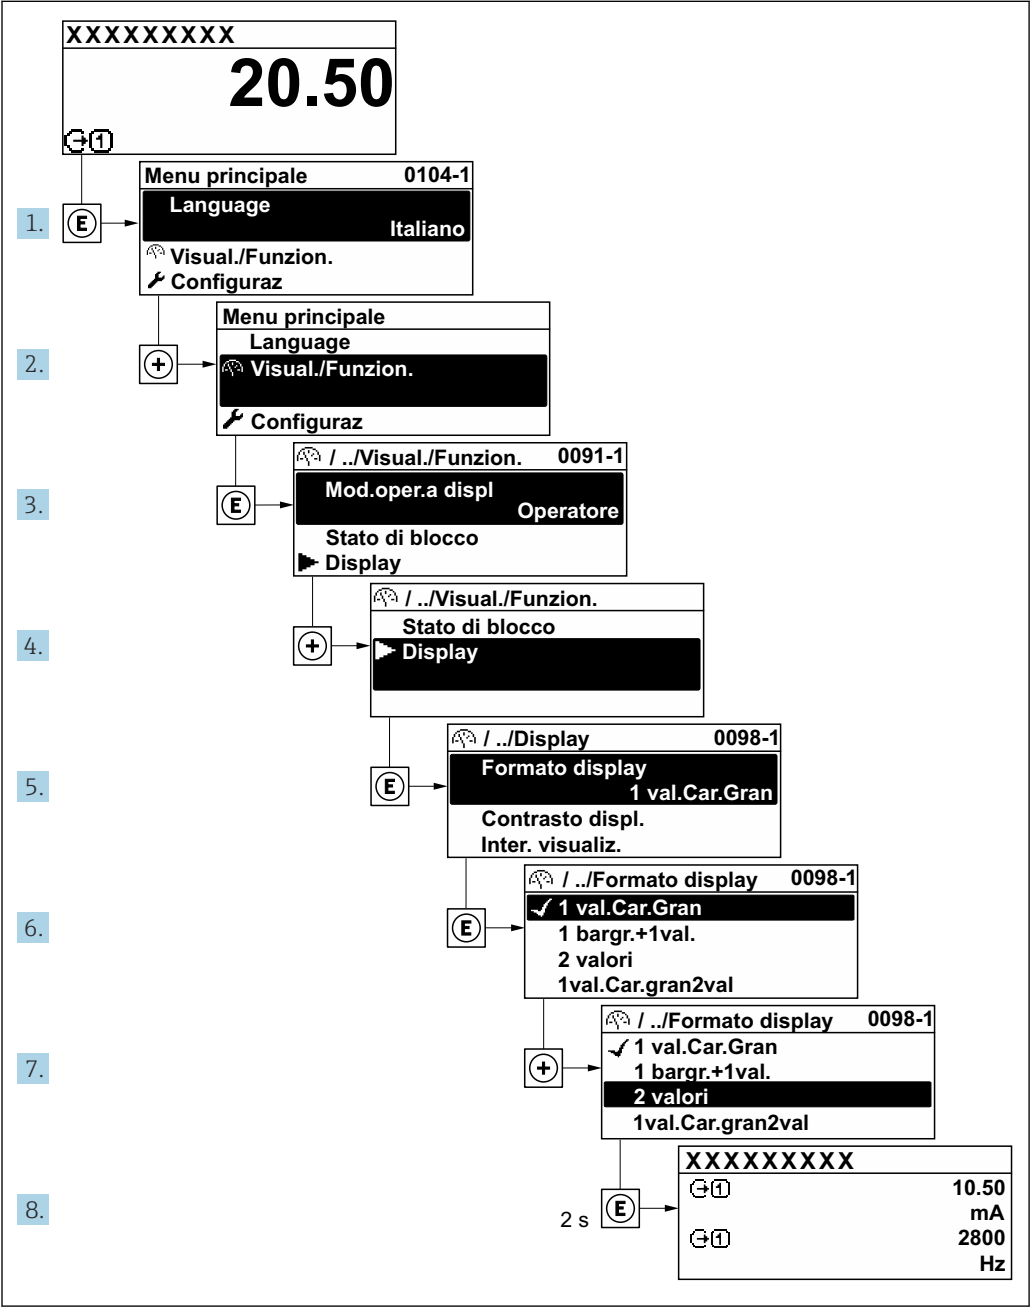 XXXXXXXXX
20.50
1
Menu principale 0104-1
Language
Italiano
Visual./Funzion.
Configuraz
1. E
Menu principale
Language
Visual./Funzion.
Configuraz
2. +
/ ../Visual./Funzion. 0091-1
Mod.oper.a displ
Operatore
Stato di blocco
Display
3. E
/ ../Visual./Funzion.
Stato di blocco
Display
4. +
/ ../Display 0098-1
Formato display
1 val.Car.Gran
Contrasto displ.
Inter. visualiz.
5. E
/ ../Formato display 0098-1
1 val.Car.Gran
1 bargr.+1val.
2 valori
1val.Car.gran2val
6. E
/ ../Formato display 0098-1
1 val.Car.Gran
1 bargr.+1val.
2 valori
1val.Car.gran2val
7. +
XXXXXXXXX
1 10.50
mA
1 2800
Hz
8. 2 s E